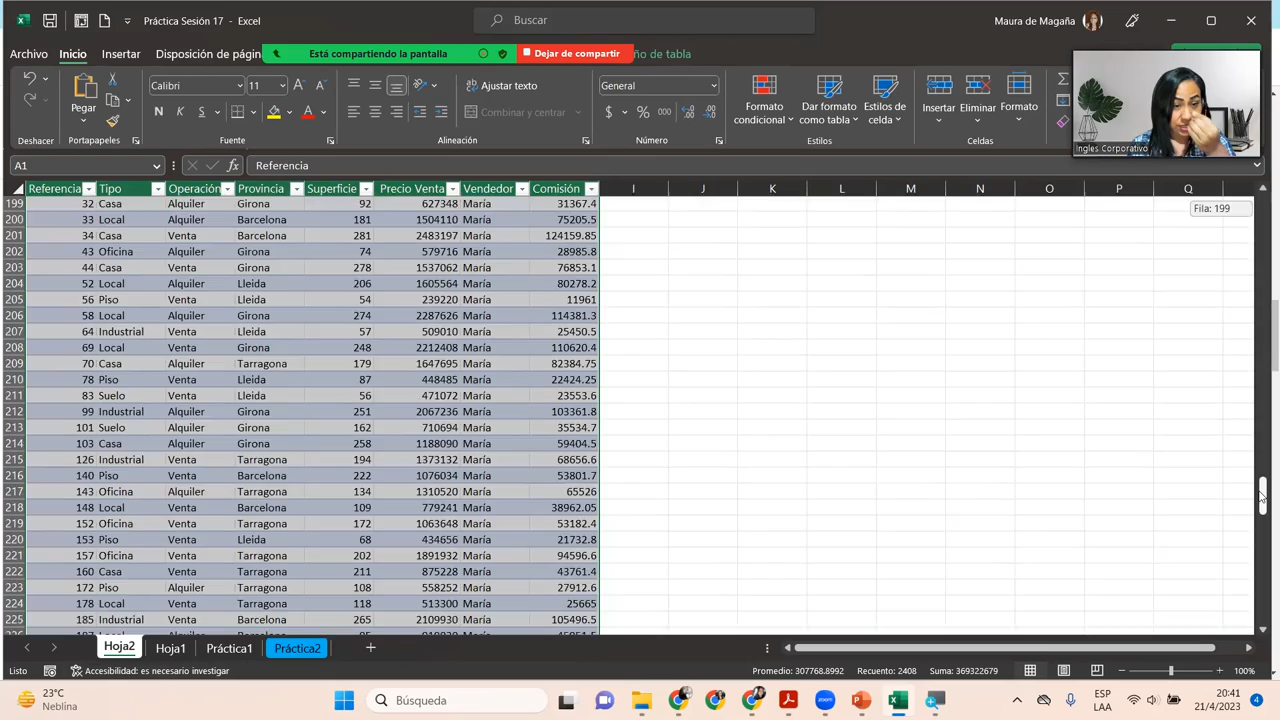 Práctica Sesión 17 - Excel
Buscar
Maura de Magaña
Archivo Inicio Insertar Disposición de págin
Está compartiendo la pantalla
Dejar de compartir
ño de tabla
Calibri 11
Ajustar texto
General
Pegar
N K S
Combinar y centrar
$ % 000
Formato condicional
Dar formato como tabla
Estilos de celda
Insertar Eliminar Formato
Deshacer Portapapeles Fuente Alineación Número Estilos Celdas
Ingles Corporativo
A1 fx Referencia
Referencia Tipo Operación Provincia Superficie Precio Venta Vendedor Comisión I J K L M N O P Q
199 32 Casa Alquiler Girona 92 627348 María 31367.4
Fila: 199
200 33 Local Alquiler Barcelona 181 1504110 María 75205.5
201 34 Casa Venta Barcelona 281 2483197 María 124159.85
202 43 Oficina Alquiler Girona 74 579716 María 28985.8
203 44 Casa Venta Girona 278 1537062 María 76853.1
204 52 Local Alquiler Lleida 206 1605564 María 80278.2
205 56 Piso Venta Lleida 54 239220 María 11961
206 58 Local Alquiler Girona 274 2287626 María 114381.3
207 64 Industrial Venta Lleida 57 509010 María 25450.5
208 69 Local Venta Girona 248 2212408 María 110620.4
209 70 Casa Alquiler Tarragona 179 1647695 María 82384.75
210 78 Piso Venta Lleida 87 448485 María 22424.25
211 83 Suelo Venta Lleida 56 471072 María 23553.6
212 99 Industrial Alquiler Girona 251 2067236 María 103361.8
213 101 Suelo Alquiler Girona 162 710694 María 35534.7
214 103 Casa Alquiler Girona 258 1188090 María 59404.5
215 126 Industrial Venta Tarragona 194 1373132 María 68656.6
216 140 Piso Venta Barcelona 222 1076034 María 53801.7
217 143 Oficina Alquiler Tarragona 134 1310520 María 65526
218 148 Local Venta Barcelona 109 779241 María 38962.05
219 152 Oficina Venta Tarragona 172 1063648 María 53182.4
220 153 Piso Venta Lleida 68 434656 María 21732.8
221 157 Oficina Venta Tarragona 202 1891932 María 94596.6
222 160 Casa Venta Tarragona 211 875228 María 43761.4
223 172 Piso Alquiler Tarragona 108 558252 María 27912.6
224 178 Local Venta Tarragona 118 513300 María 25665
225 185 Industrial Venta Barcelona 265 2109930 María 105496.5
Hoja2 Hoja1 Práctica1 Práctica2
Listo Accesibilidad: es necesario investigar Promedio: 307768.8992 Recuento: 2408 Suma: 369322679 100%
23°C
Neblina
Búsqueda
ESP
LAA
20:41
21/4/2023
4